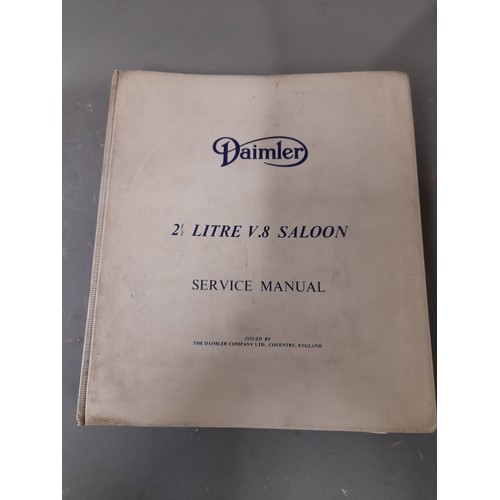 Daimler
2½ LITRE V.8 SALOON
SERVICE MANUAL
ISSUED BY
THE DAIMLER COMPANY LTD. COVENTRY, ENGLAND